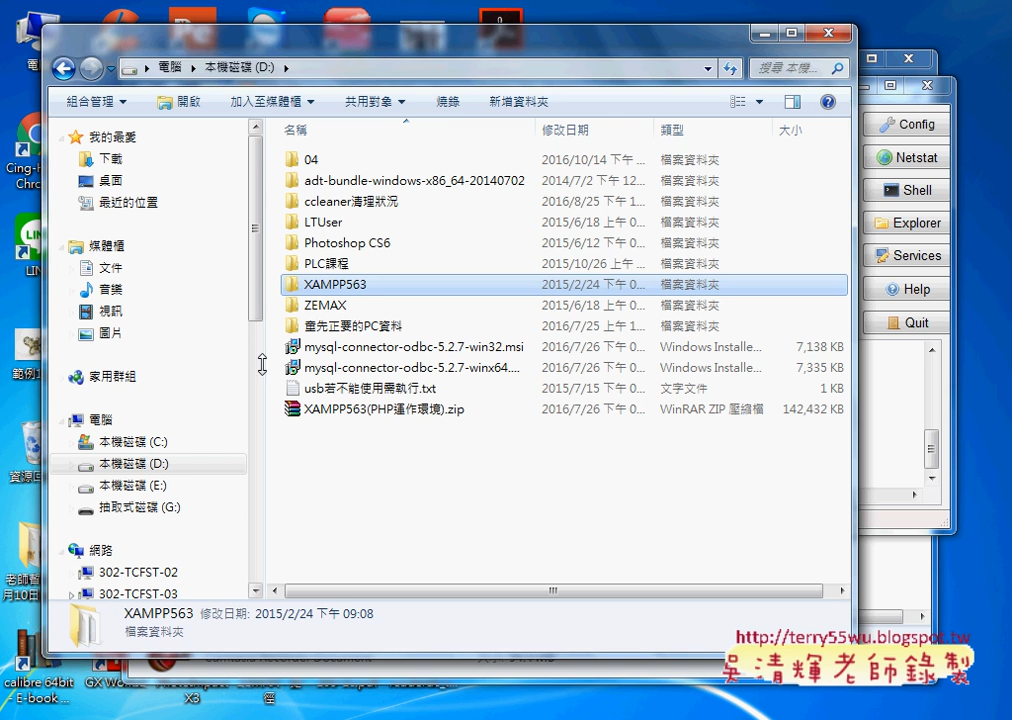 電腦 ▸ 本機磁碟 (D:) ▸
搜尋 本機...
組合管理 ▼ 開啟 加入至媒體櫃 ▼ 共用對象 ▼ 燒錄 新增資料夾
我的最愛
下載
桌面
最近的位置
媒體櫃
文件
音樂
視訊
圖片
家用群組
電腦
本機磁碟 (C:)
本機磁碟 (D:)
本機磁碟 (E:)
抽取式磁碟 (G:)
網路
302-TCFST-02
302-TCFST-03
名稱 修改日期 類型 大小
04 2016/10/14 下午 ... 檔案資料夾
adt-bundle-windows-x86_64-20140702 2014/7/2 下午 12... 檔案資料夾
ccleaner清理狀況 2016/8/25 下午 1... 檔案資料夾
LTUser 2015/6/18 上午 0... 檔案資料夾
Photoshop CS6 2015/6/12 下午 0... 檔案資料夾
PLC課程 2015/10/26 上午 ... 檔案資料夾
XAMPP563 2015/2/24 下午 0... 檔案資料夾
ZEMAX 2015/6/18 上午 0... 檔案資料夾
童先正要的PC資料 2016/7/25 上午 1... 檔案資料夾
mysql-connector-odbc-5.2.7-win32.msi 2016/7/26 下午 0... Windows Installe... 7,138 KB
mysql-connector-odbc-5.2.7-winx64.... 2016/7/26 下午 0... Windows Installe... 7,335 KB
usb若不能使用需執行.txt 2015/7/15 下午 0... 文字文件 1 KB
XAMPP563(PHP運作環境).zip 2016/7/26 下午 0... WinRAR ZIP 壓縮檔 142,432 KB
XAMPP563 修改日期: 2015/2/24 下午 09:08
檔案資料夾
Config
Netstat
Shell
Explorer
Services
Help
Quit
Cing-
Chro
LIN
calibre 64bit
- E-book ...
GX Wo
X3
http://terry55wu.blogspot.tw
吳清輝老師錄製